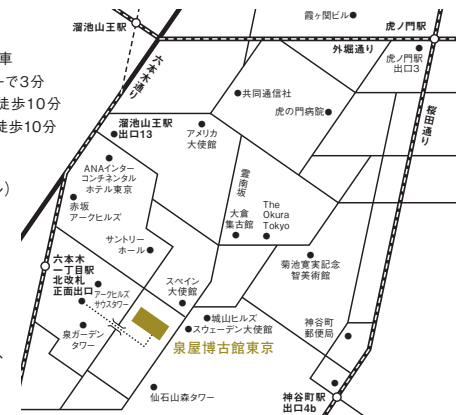 霞ヶ関ビル
溜池山王駅
虎ノ門駅
外堀通り
虎ノ門駅
出口3
車
ーで3分
徒歩10分
徒歩10分
六本木通り
共同通信社
虎の門病院
桜田通り
溜池山王駅
出口13
アメリカ
大使館
ANAインター
コンチネンタル
ホテル東京
霊南坂
赤坂
アークヒルズ
大倉
集古館
The
Okura
Tokyo
サントリー
ホール
六本木
一丁目駅
北改札
正面出口
アークヒルズ
サウスタワー
スペイン
大使館
菊池寛実記念
智美術館
泉ガーデン
タワー
城山ヒルズ
スウェーデン大使館
神谷町
郵便局
泉屋博古館東京
仙石山森タワー
神谷町駅
出口4b